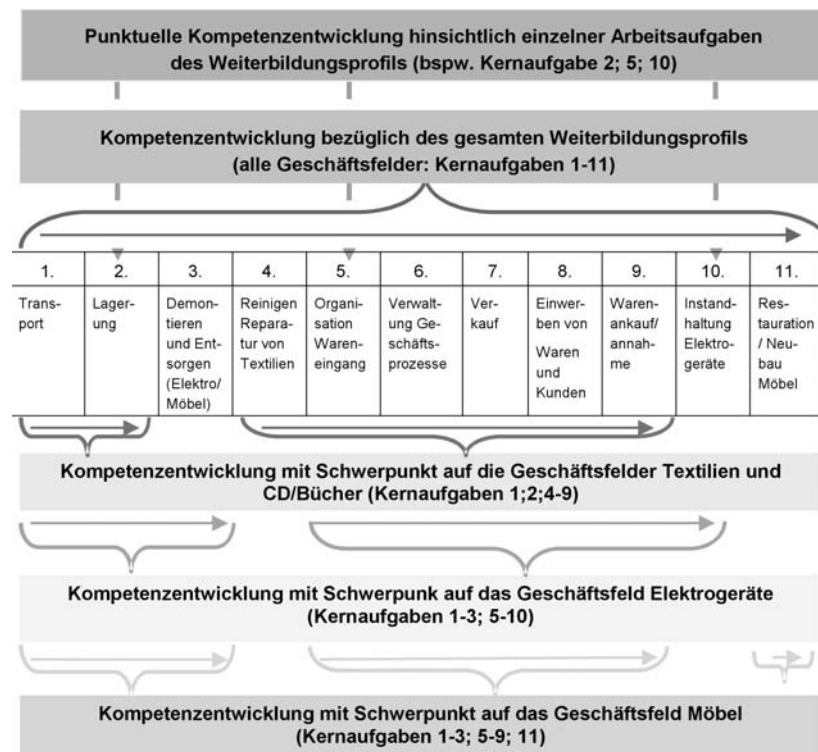 Punktuelle Kompetenzentwicklung hinsichtlich einzelner Arbeitsaufgaben
des Weiterbildungsprofils (bspw. Kernaufgabe 2; 5; 10)
Kompetenzentwicklung bezüglich des gesamten Weiterbildungsprofils
(alle Geschäftsfelder: Kernaufgaben 1-11)
1.
2.
3.
4.
5.
6.
7.
8.
9.
10.
11.
Trans-
port
Lager-
ung
Demon-
tieren
und Ent-
sorgen
(Elektro/
Möbel)
Reinigen
Repara-
tur von
Textilien
Organi-
sation
Waren-
eingang
Verwal-
tung Ge-
schäfts-
prozesse
Ver-
kauf
Einwer-
ben von
Waren
und
Kunden
Waren-
ankauf/
annah-
me
Instand-
haltung
Elektro-
geräte
Res-
tauration
/ Neu-
bau
Möbel
Kompetenzentwicklung mit Schwerpunkt auf die Geschäftsfelder Textilien und
CD/Bücher (Kernaufgaben 1;2;4-9)
Kompetenzentwicklung mit Schwerpunk auf das Geschäftsfeld Elektrogeräte
(Kernaufgaben 1-3; 5-10)
Kompetenzentwicklung mit Schwerpunkt auf das Geschäftsfeld Möbel
(Kernaufgaben 1-3; 5-9; 11)